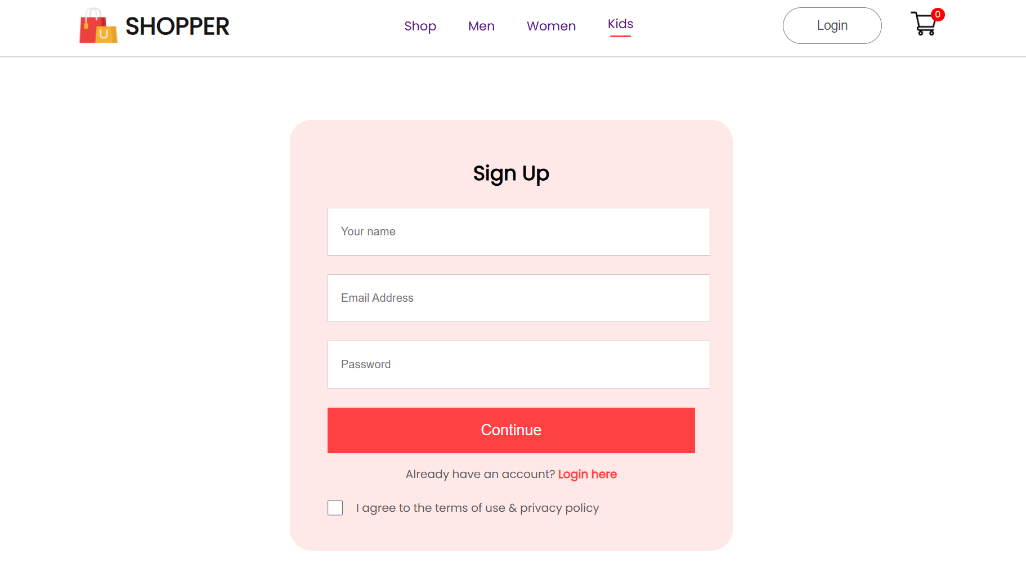 SHOPPER
Shop
Men
Women
Kids
Login
0
Sign Up
Your name
Email Address
Password
Continue
Already have an account? Login here
I agree to the terms of use & privacy policy